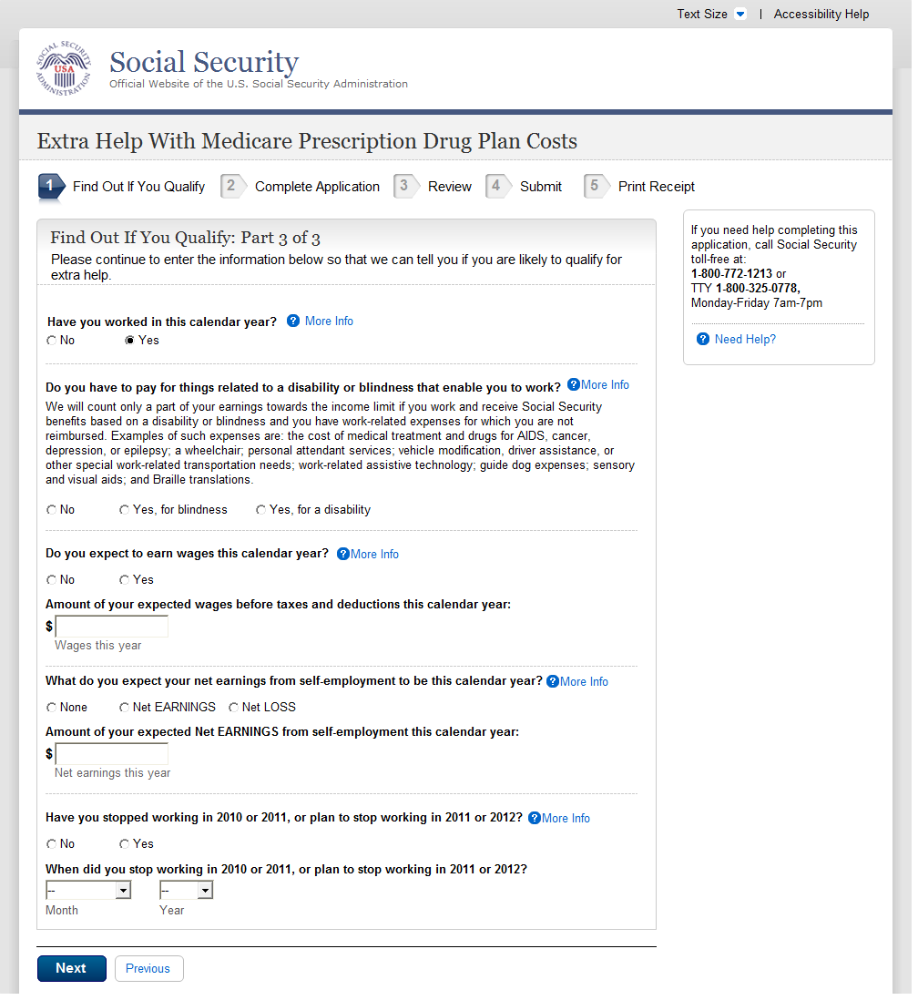 Text Size | Accessibility Help
SOCIAL SECURITY ADMINISTRATION
USA
Social Security
Official Website of the U.S. Social Security Administration
Extra Help With Medicare Prescription Drug Plan Costs
1 Find Out If You Qualify 2 Complete Application 3 Review 4 Submit 5 Print Receipt
Find Out If You Qualify: Part 3 of 3
Please continue to enter the information below so that we can tell you if you are likely to qualify for
extra help.
Have you worked in this calendar year? ? More Info
No Yes
Do you have to pay for things related to a disability or blindness that enable you to work? ?More Info
We will count only a part of your earnings towards the income limit if you work and receive Social Security
benefits based on a disability or blindness and you have work-related expenses for which you are not
reimbursed. Examples of such expenses are: the cost of medical treatment and drugs for AIDS, cancer,
depression, or epilepsy; a wheelchair; personal attendant services; vehicle modification, driver assistance, or
other special work-related transportation needs; work-related assistive technology; guide dog expenses; sensory
and visual aids; and Braille translations.
No Yes, for blindness Yes, for a disability
Do you expect to earn wages this calendar year? ?More Info
No Yes
Amount of your expected wages before taxes and deductions this calendar year:
$
Wages this year
What do you expect your net earnings from self-employment to be this calendar year? ?More Info
None Net EARNINGS Net LOSS
Amount of your expected Net EARNINGS from self-employment this calendar year:
$
Net earnings this year
Have you stopped working in 2010 or 2011, or plan to stop working in 2011 or 2012? ?More Info
No Yes
When did you stop working in 2010 or 2011, or plan to stop working in 2011 or 2012?
-- --
Month Year
Next Previous
If you need help completing this
application, call Social Security
toll-free at:
1-800-772-1213 or
TTY 1-800-325-0778,
Monday-Friday 7am-7pm
? Need Help?